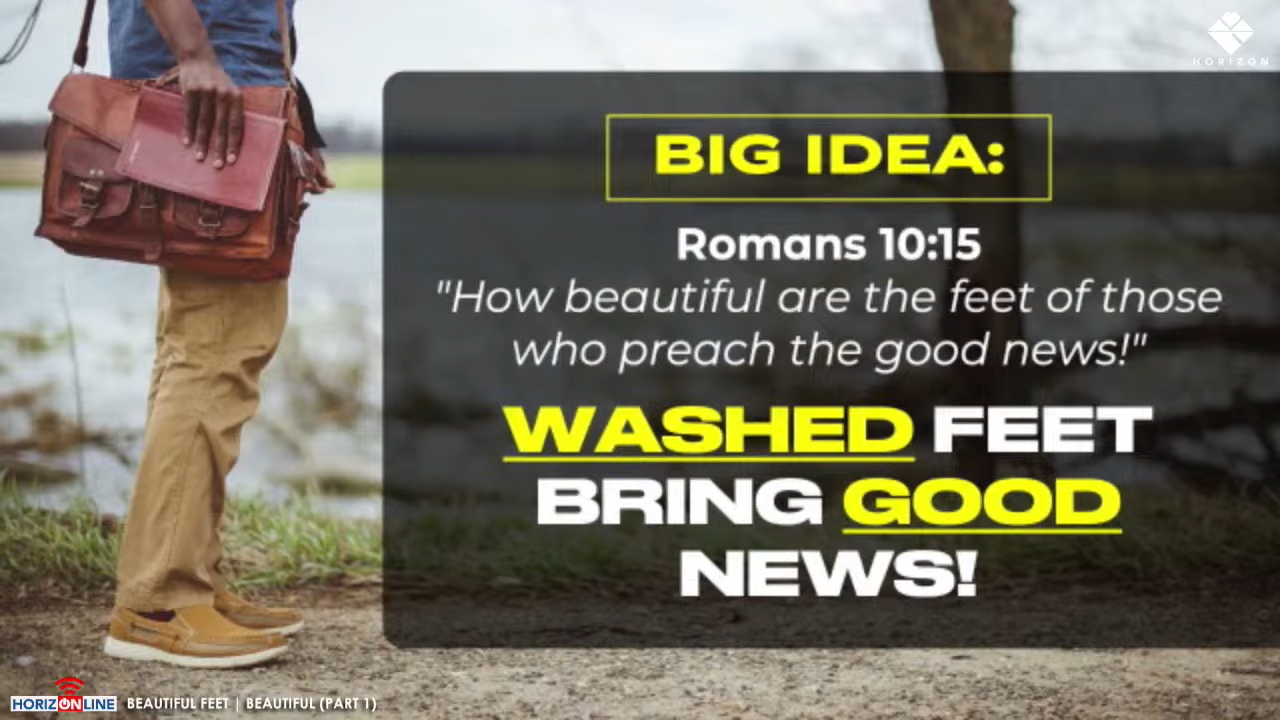 HORIZON
BIG IDEA:
Romans 10:15
"How beautiful are the feet of those
who preach the good news!"
WASHED FEET
BRING GOOD
NEWS!
HORIZONLINE BEAUTIFUL FEET | BEAUTIFUL (PART 1)